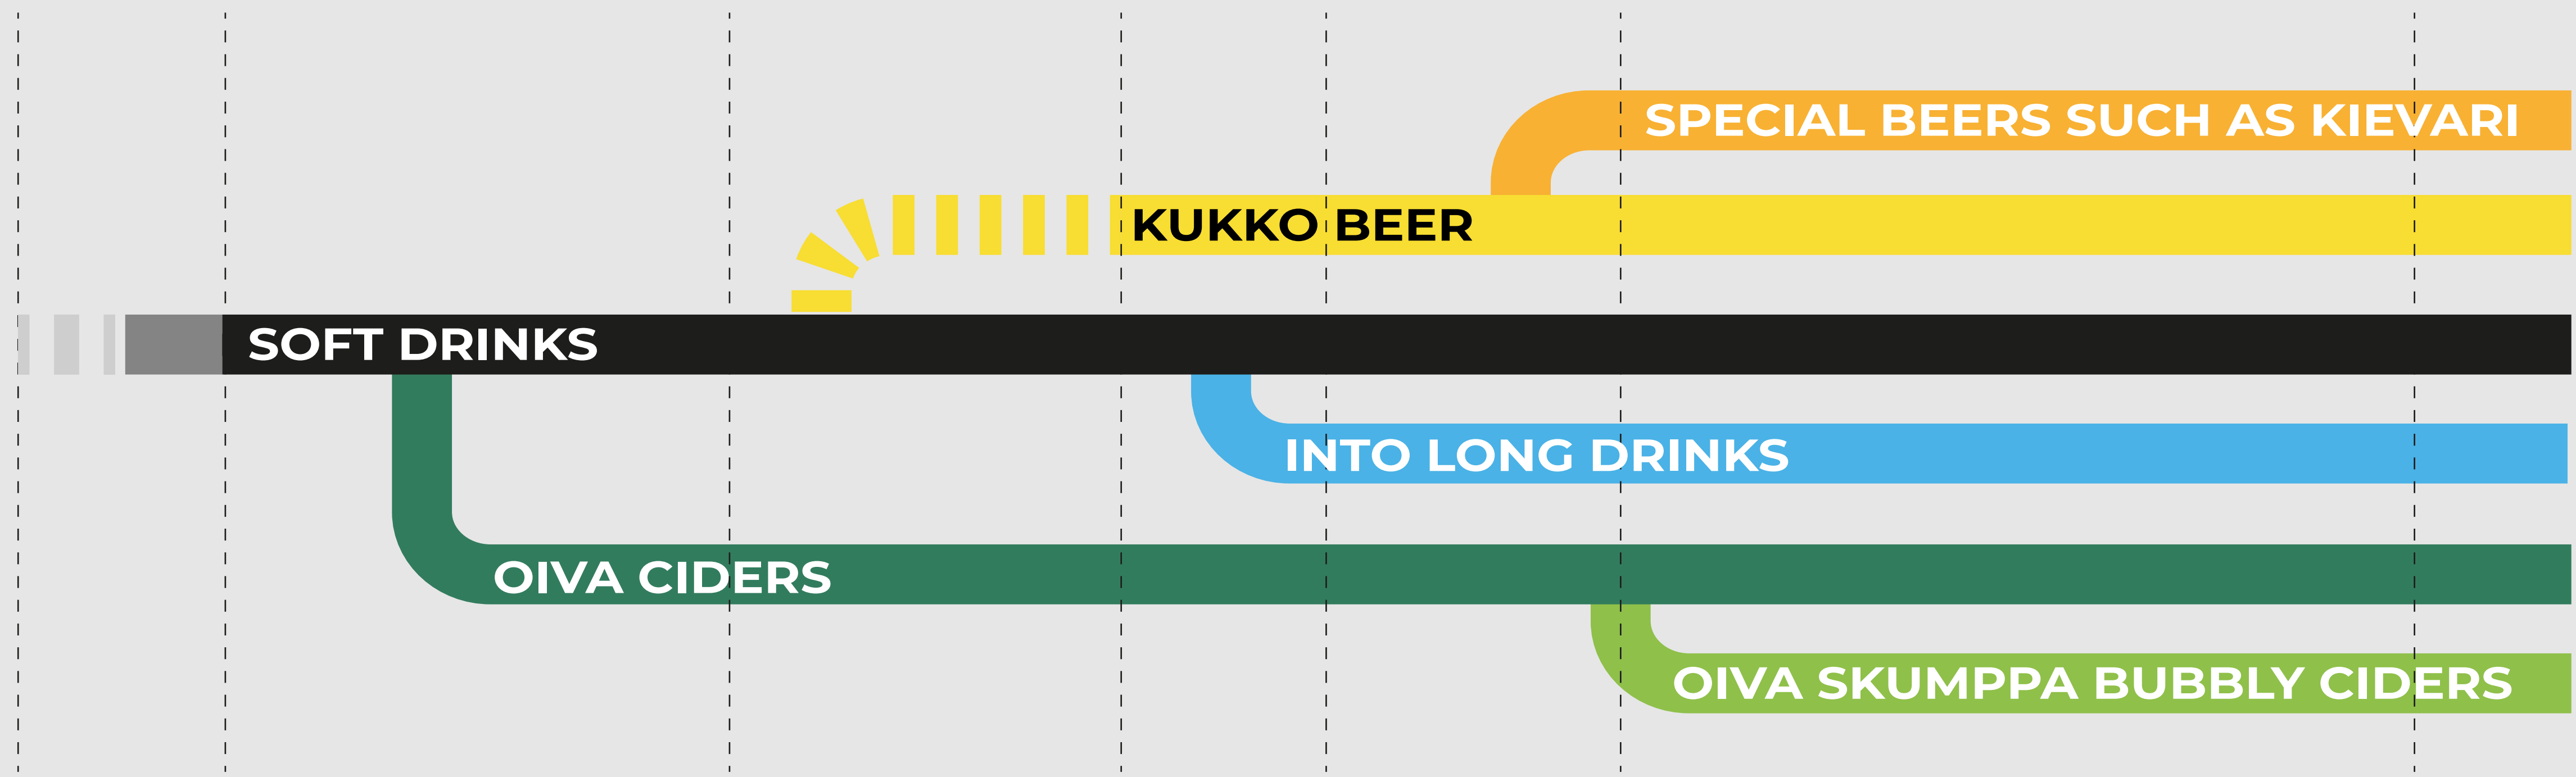 SPECIAL BEERS SUCH AS KIEVARI
KUKKO BEER
SOFT DRINKS
INTO LONG DRINKS
OIVA CIDERS
OIVA SKUMPPA BUBBLY CIDERS